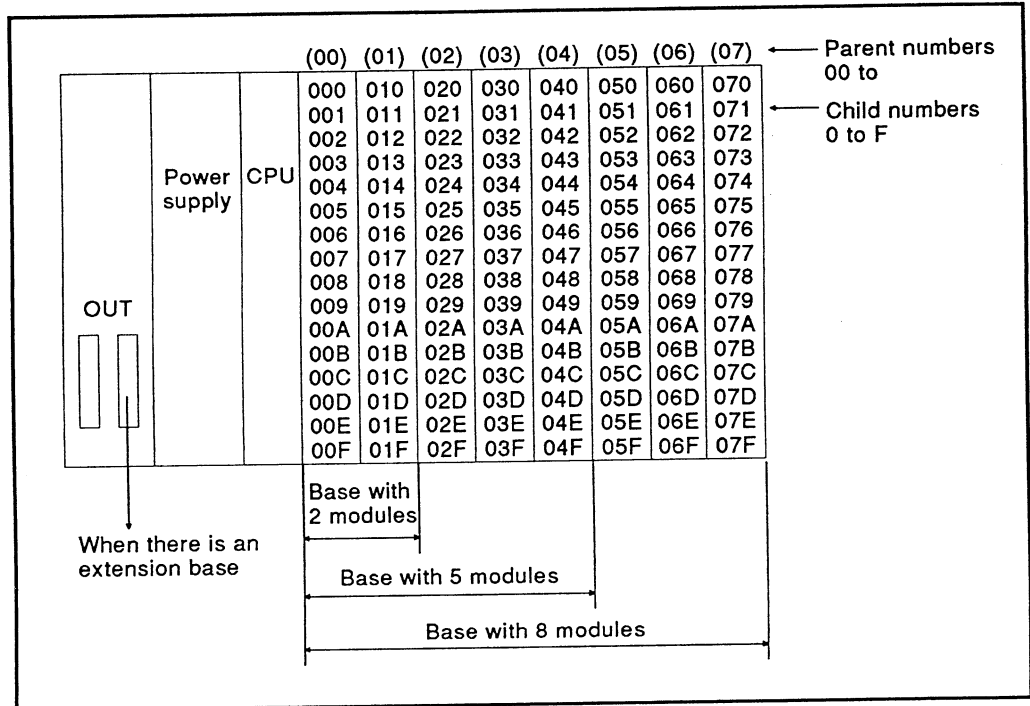 (00) (01) (02) (03) (04) (05) (06) (07)
Parent numbers
00 to
000 010 020 030 040 050 060 070
001 011 021 031 041 051 061 071
Child numbers
0 to F
002 012 022 032 042 052 062 072
003 013 023 033 043 053 063 073
Power
supply
CPU
004 014 024 034 044 054 064 074
005 015 025 035 045 055 065 075
006 016 026 036 046 056 066 076
007 017 027 037 047 057 067 077
008 018 028 038 048 058 068 078
009 019 029 039 049 059 069 079
OUT
00A 01A 02A 03A 04A 05A 06A 07A
00B 01B 02B 03B 04B 05B 06B 07B
00C 01C 02C 03C 04C 05C 06C 07C
00D 01D 02D 03D 04D 05D 06D 07D
00E 01E 02E 03E 04E 05E 06E 07E
00F 01F 02F 03F 04F 05F 06F 07F
Base with
2 modules
When there is an
extension base
Base with 5 modules
Base with 8 modules